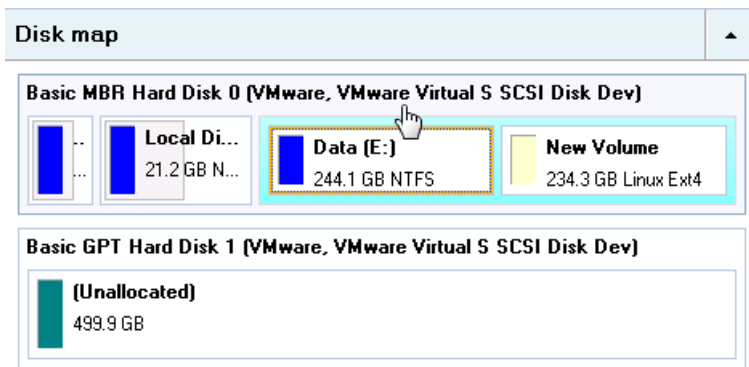 Disk map
Basic MBR Hard Disk 0 (VMware, VMware Virtual S SCSI Disk Dev)
..
...
Local Di...
21.2 GB N...
Data (E:)
244.1 GB NTFS
New Volume
234.3 GB Linux Ext4
Basic GPT Hard Disk 1 (VMware, VMware Virtual S SCSI Disk Dev)
(Unallocated)
499.9 GB